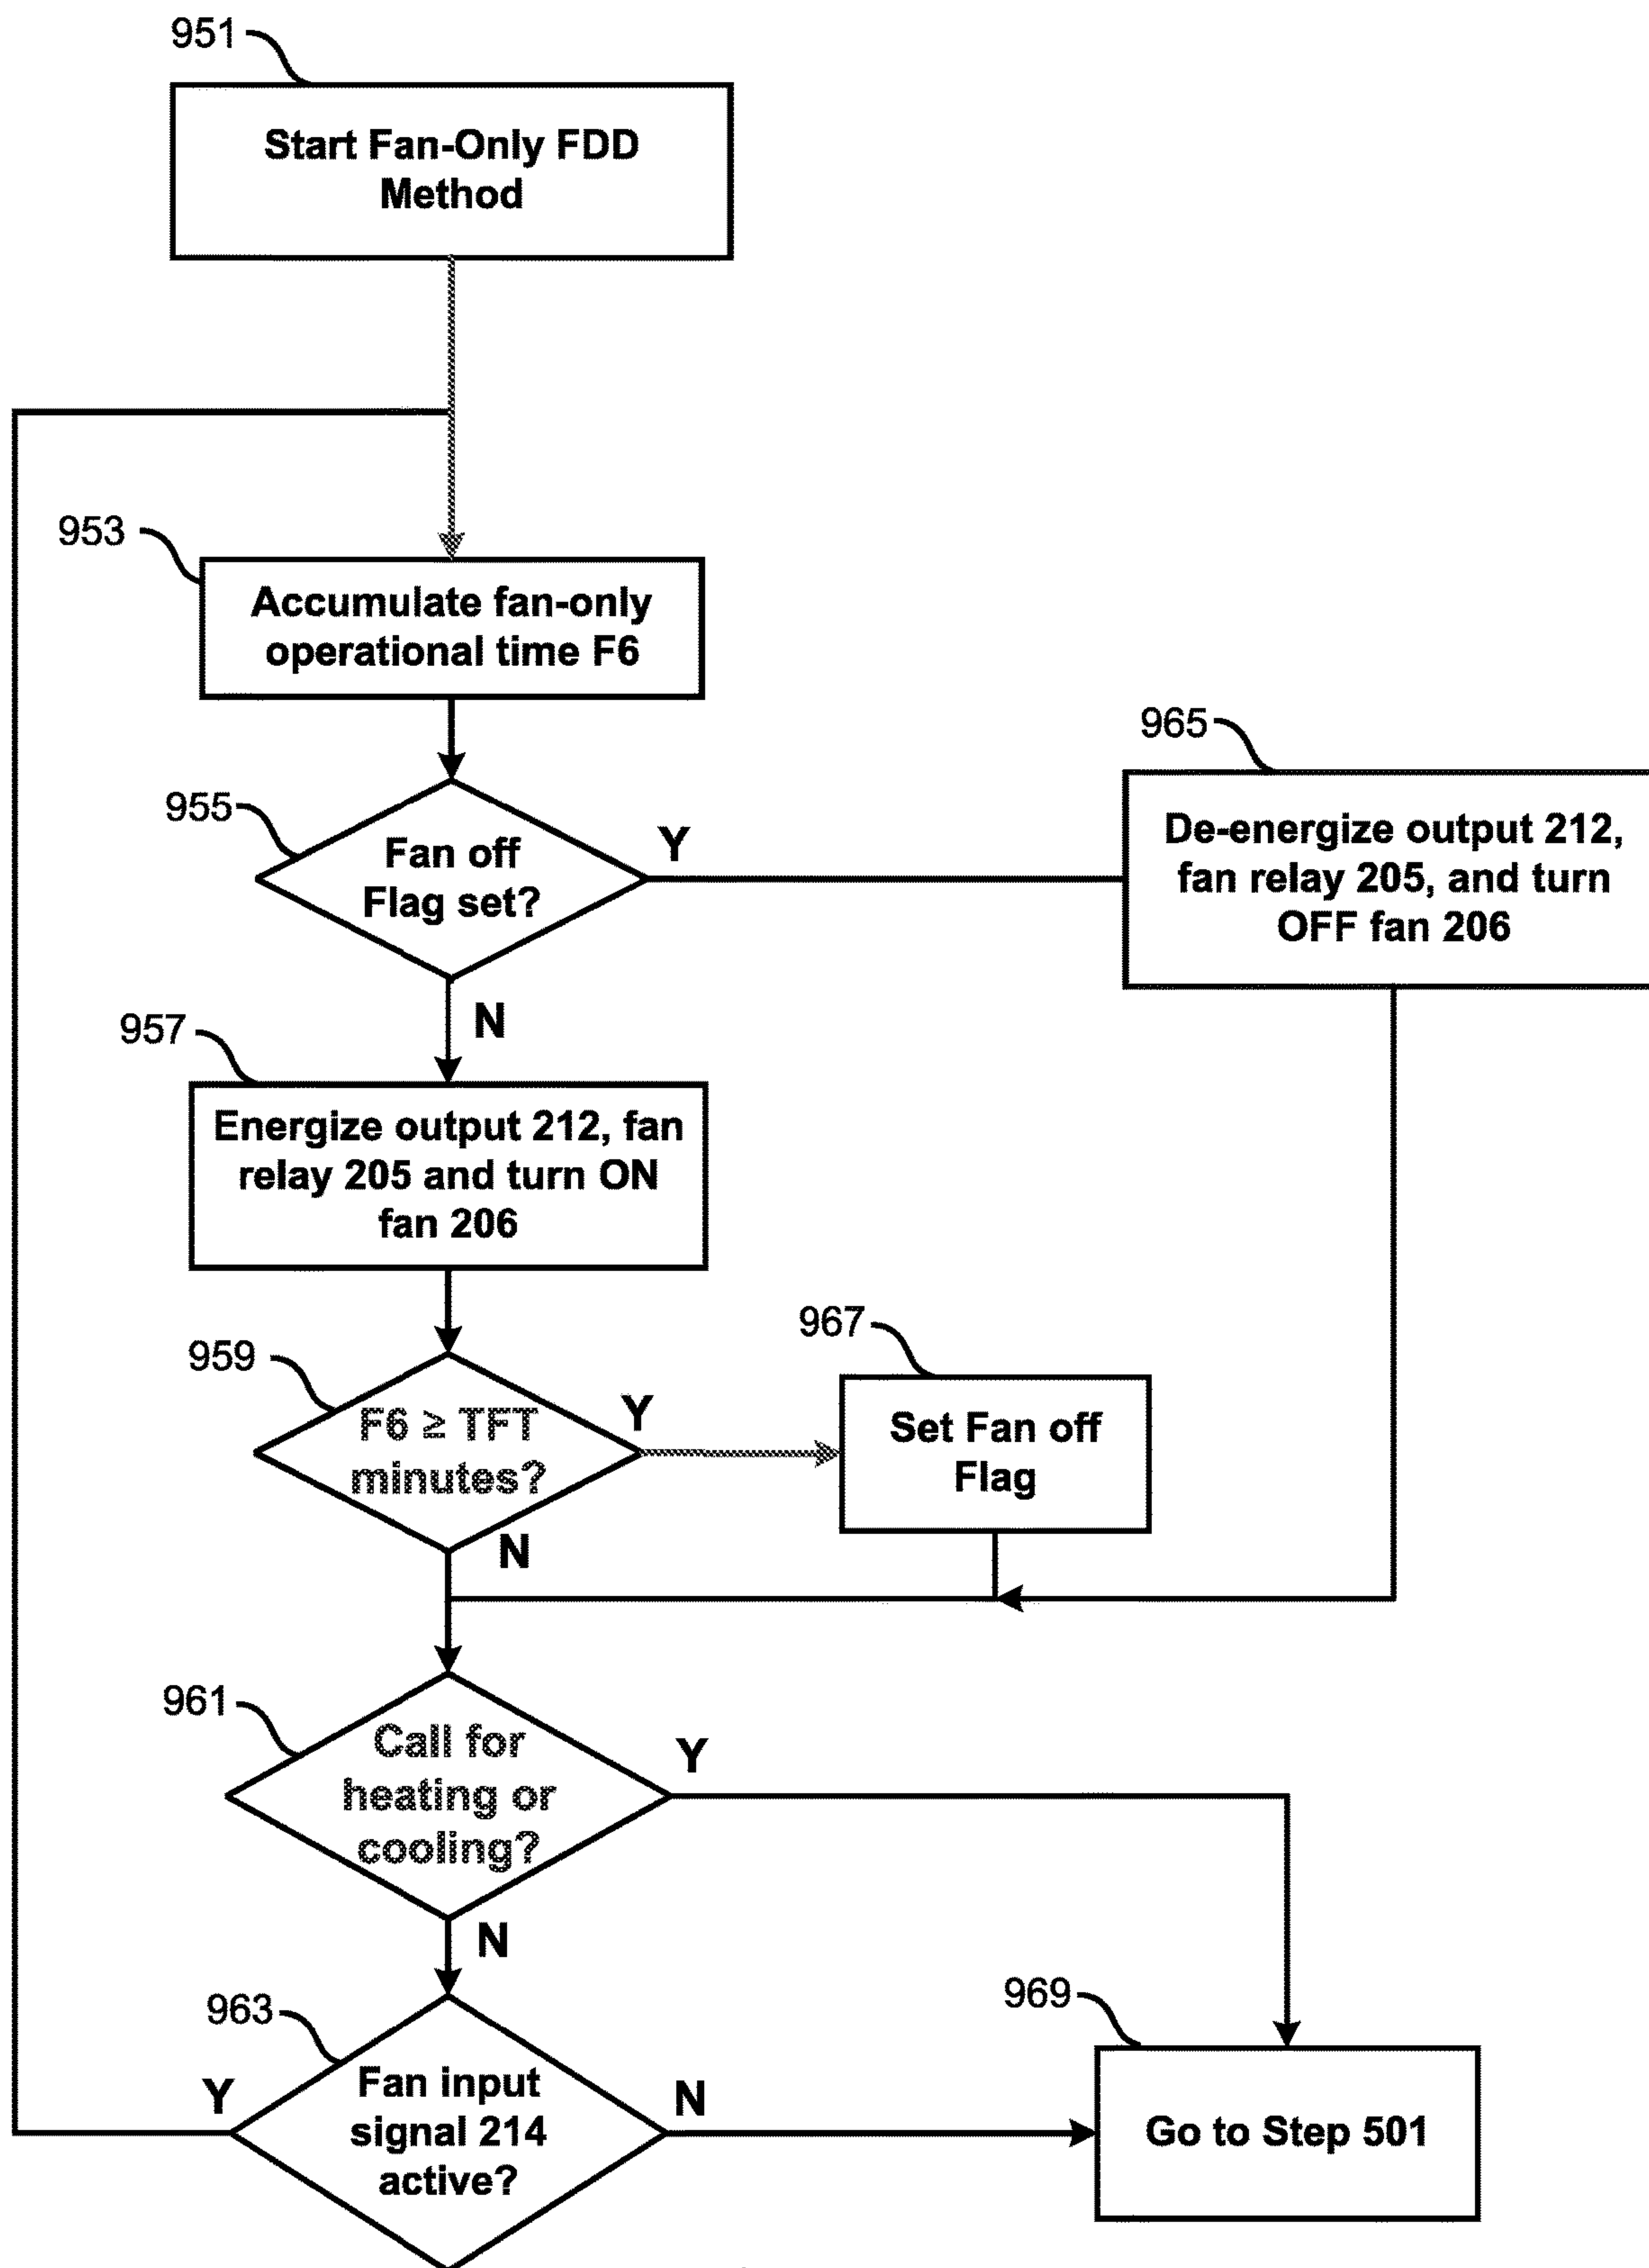 951
Start Fan-Only FDD
Method
953
Accumulate fan-only
operational time F6
955
Fan off
Flag set?
Y
N
965
De-energize output 212,
fan relay 205, and turn
OFF fan 206
957
Energize output 212, fan
relay 205 and turn ON
fan 206
959
F6 ≥ TFT
minutes?
Y
N
967
Set Fan off
Flag
961
Call for
heating or
cooling?
Y
N
963
Fan input
signal 214
active?
Y
N
969
Go to Step 501